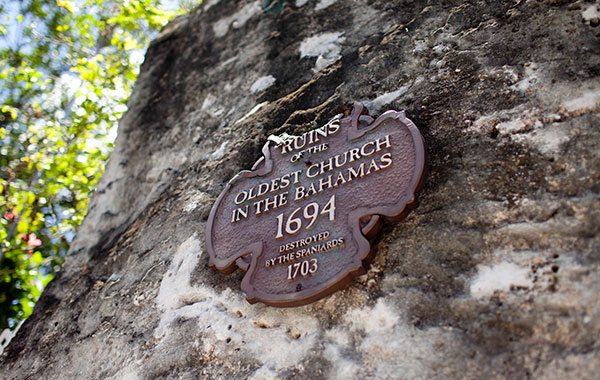 RUINS
OF THE
OLDEST CHURCH
IN THE BAHAMAS
1694
DESTROYED
BY THE SPANIARDS
1703